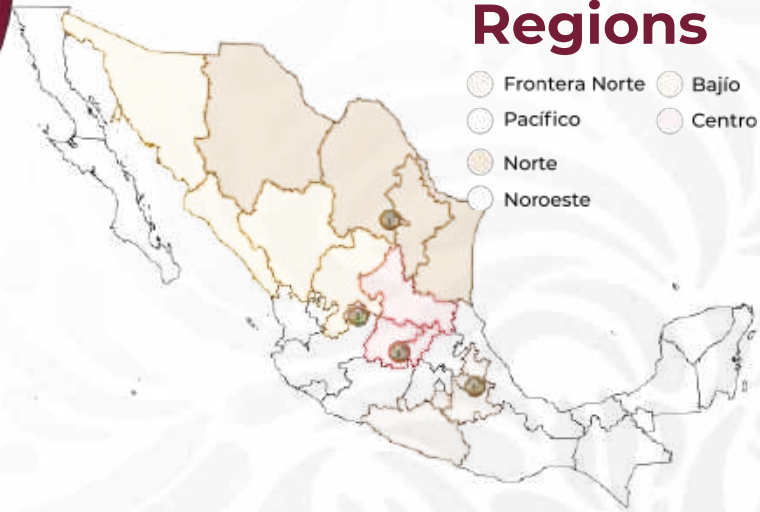 Regions
Frontera Norte
Bajío
Pacífico
Centro
Norte
Noroeste